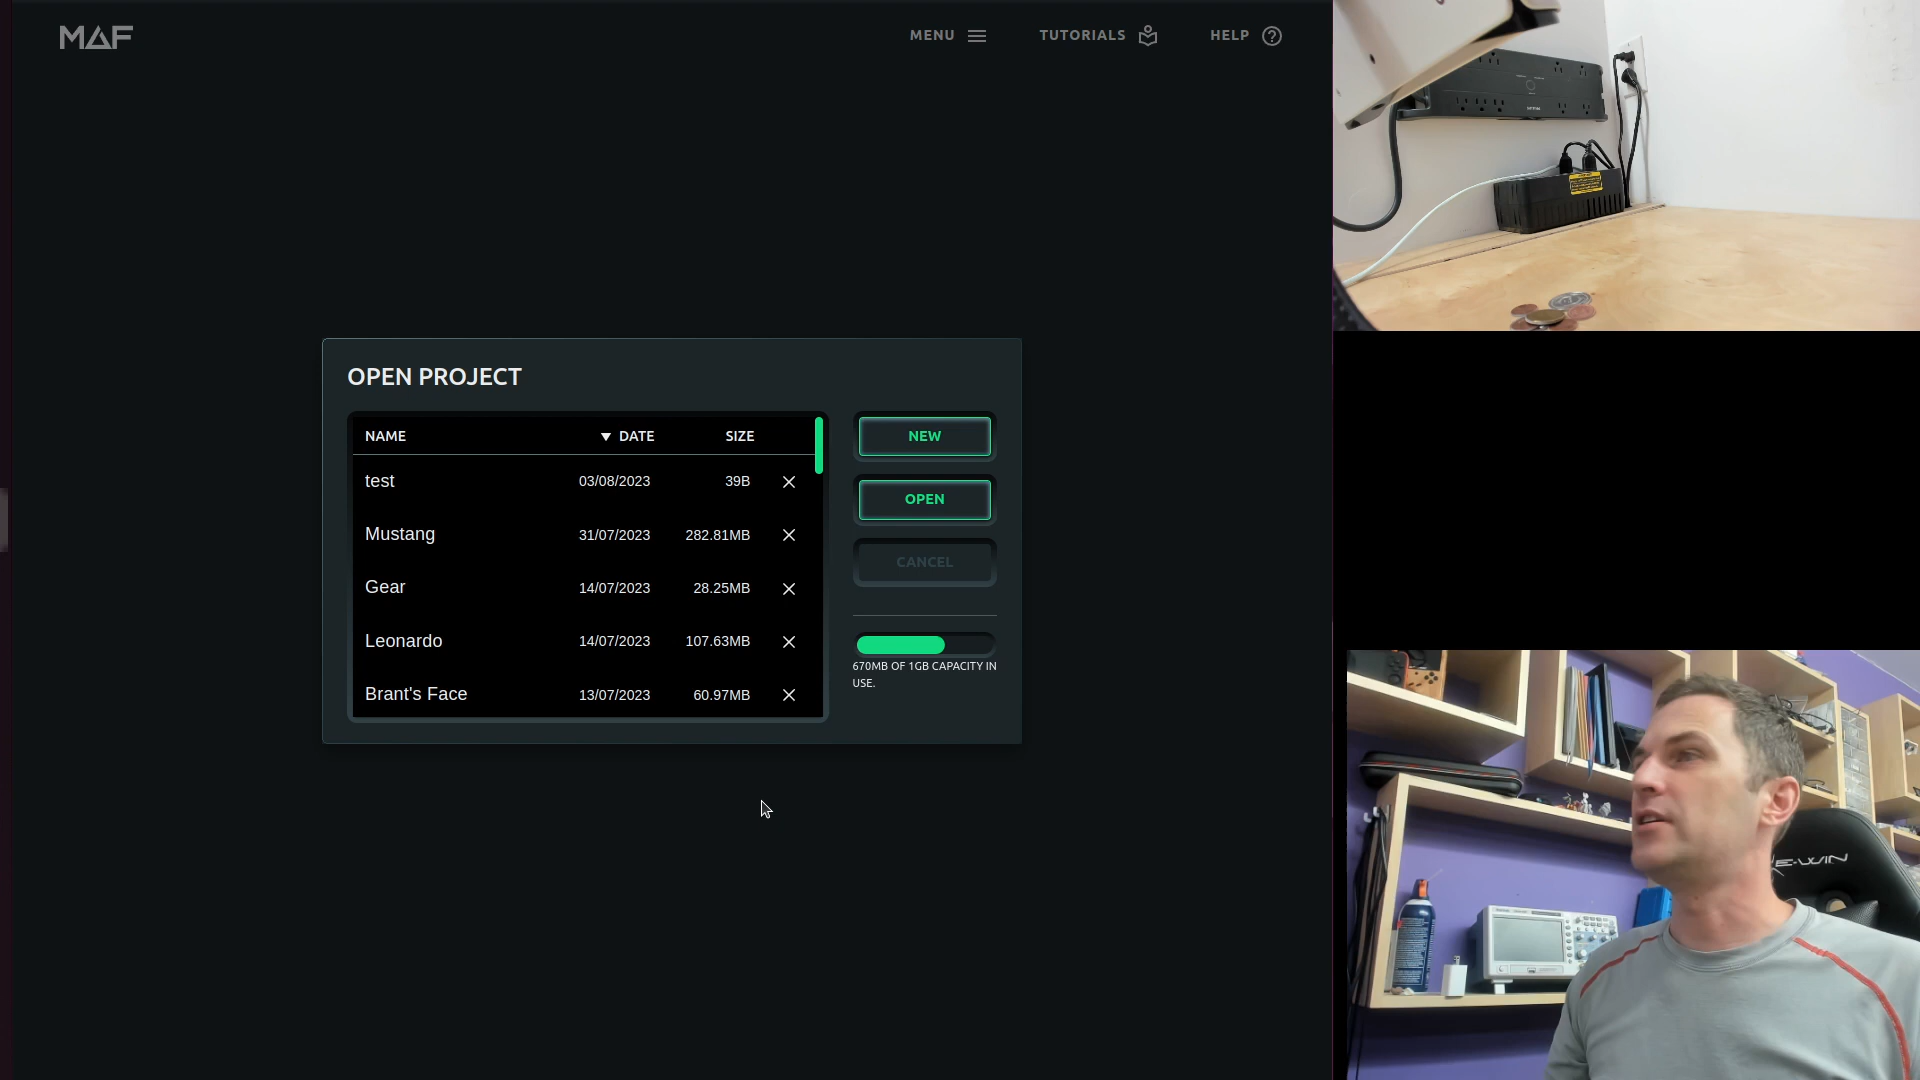 MAF
MENU
TUTORIALS
HELP
OPEN PROJECT
NAME DATE SIZE
test 03/08/2023 39B
Mustang 31/07/2023 282.81MB
Gear 14/07/2023 28.25MB
Leonardo 14/07/2023 107.63MB
Brant's Face 13/07/2023 60.97MB
NEW
OPEN
CANCEL
670MB OF 1GB CAPACITY IN
USE.
E-WIN